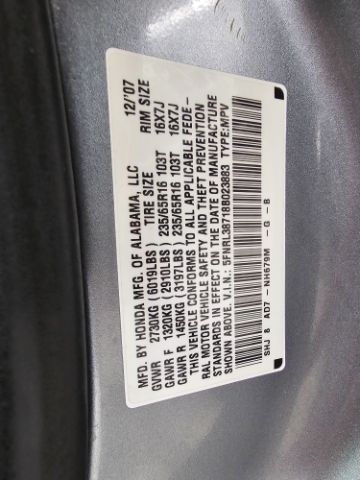 MFD. BY HONDA MFG. OF ALABAMA, LLC 12/'07
GVWR 2730KG (6019LBS) TIRE SIZE RIM SIZE
GAWR F 1320KG (2910LBS) 235/65R16 103T 16X7J
GAWR R 1450KG (3197LBS) 235/65R16 103T 16X7J
THIS VEHICLE CONFORMS TO ALL APPLICABLE FEDE-
RAL MOTOR VEHICLE SAFETY AND THEFT PREVENTION
STANDARDS IN EFFECT ON THE DATE OF MANUFACTURE
SHOWN ABOVE. V.I.N.: 5FNRL38718B023883 TYPE:MPV
SHJ 8 AD7 - NH679M - G - B